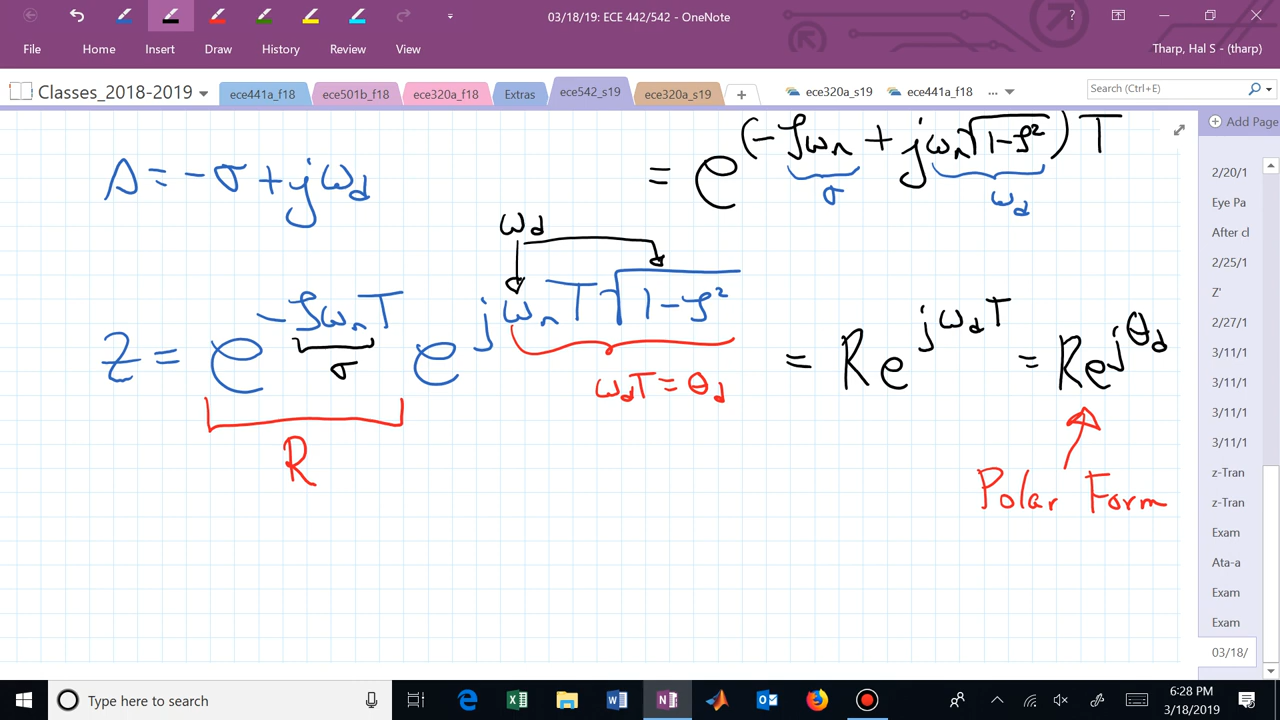 03/18/19: ECE 442/542 - OneNote
File Home Insert Draw History Review View
Tharp, Hal S - (tharp)
Classes_2018-2019
ece441a_f18 ece501b_f18 ece320a_f18 Extras ece542_s19 ece320a_s19
ece320a_s19 ece441a_f18 ...
Search (Ctrl+E)
Add Page
2/20/1
Eye Pa
After cl
2/25/1
Z'
2/27/1
3/11/1
3/11/1
3/11/1
3/11/1
z-Tran
z-Tran
Exam
Ata-a
Exam
Exam
03/18/
= e^{(-ζω_n + jω_n√(1-ζ²))T}
σ ω_d
s = -σ + jω_d
ω_d
z = e^{-ζω_nT} e^{jω_nT√(1-ζ²)} = R e^{jω_dT} = R e^{jθ_d}
σ
ω_dT = θ_d
R
Polar Form
Type here to search
6:28 PM
3/18/2019